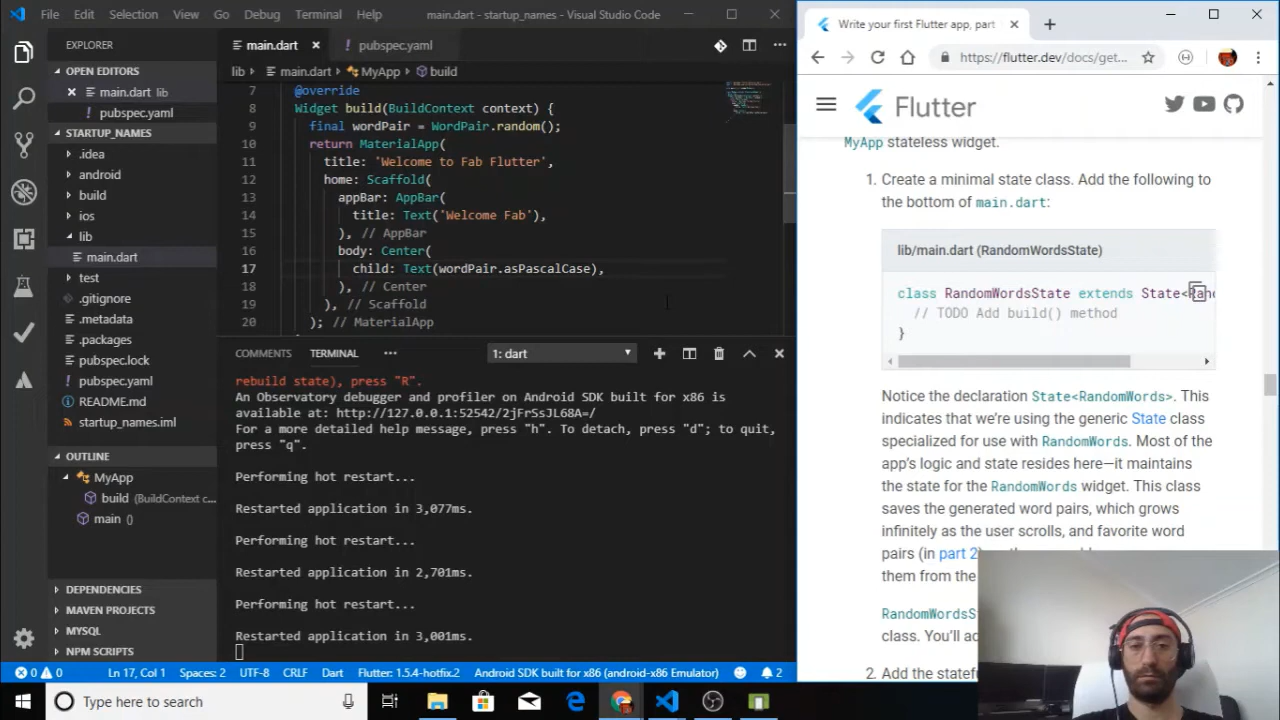 File Edit Selection View Go Debug Terminal Help main.dart - startup_names - Visual Studio Code
EXPLORER
OPEN EDITORS
main.dart lib
pubspec.yaml
STARTUP_NAMES
.idea
android
build
ios
lib
main.dart
test
.gitignore
.metadata
.packages
pubspec.lock
pubspec.yaml
README.md
startup_names.iml
OUTLINE
MyApp
build (BuildContext c...
main ()
DEPENDENCIES
MAVEN PROJECTS
MYSQL
NPM SCRIPTS
main.dart pubspec.yaml
lib main.dart MyApp build
7 @override
8 Widget build(BuildContext context) {
9 final wordPair = WordPair.random();
10 return MaterialApp(
11 title: 'Welcome to Fab Flutter',
12 home: Scaffold(
13 appBar: AppBar(
14 title: Text('Welcome Fab'),
15 ), // AppBar
16 body: Center(
17 child: Text(wordPair.asPascalCase),
18 ), // Center
19 ), // Scaffold
20 ); // MaterialApp
COMMENTS TERMINAL 1: dart
rebuild state), press "R".
An Observatory debugger and profiler on Android SDK built for x86 is
available at: http://127.0.0.1:52542/2jFrSsJL68A=/
For a more detailed help message, press "h". To detach, press "d"; to quit,
press "q".
Performing hot restart...
Restarted application in 3,077ms.
Performing hot restart...
Restarted application in 2,701ms.
Performing hot restart...
Restarted application in 3,001ms.
0 0 Ln 17, Col 1 Spaces: 2 UTF-8 CRLF Dart Flutter: 1.5.4-hotfix.2 Android SDK built for x86 (android-x86 Emulator) 2
Write your first Flutter app, part
https://flutter.dev/docs/get...
Flutter
MyApp stateless widget.
1. Create a minimal state class. Add the following to
the bottom of main.dart:
lib/main.dart (RandomWordsState)
class RandomWordsState extends State<Rand
// TODO Add build() method
}
Notice the declaration State<RandomWords>. This
indicates that we're using the generic State class
specialized for use with RandomWords. Most of the
app's logic and state resides here—it maintains
the state for the RandomWords widget. This class
saves the generated word pairs, which grows
infinitely as the user scrolls, and favorite word
pairs (in part 2)
them from the
RandomWordsS
class. You'll ad
2. Add the statef
Type here to search